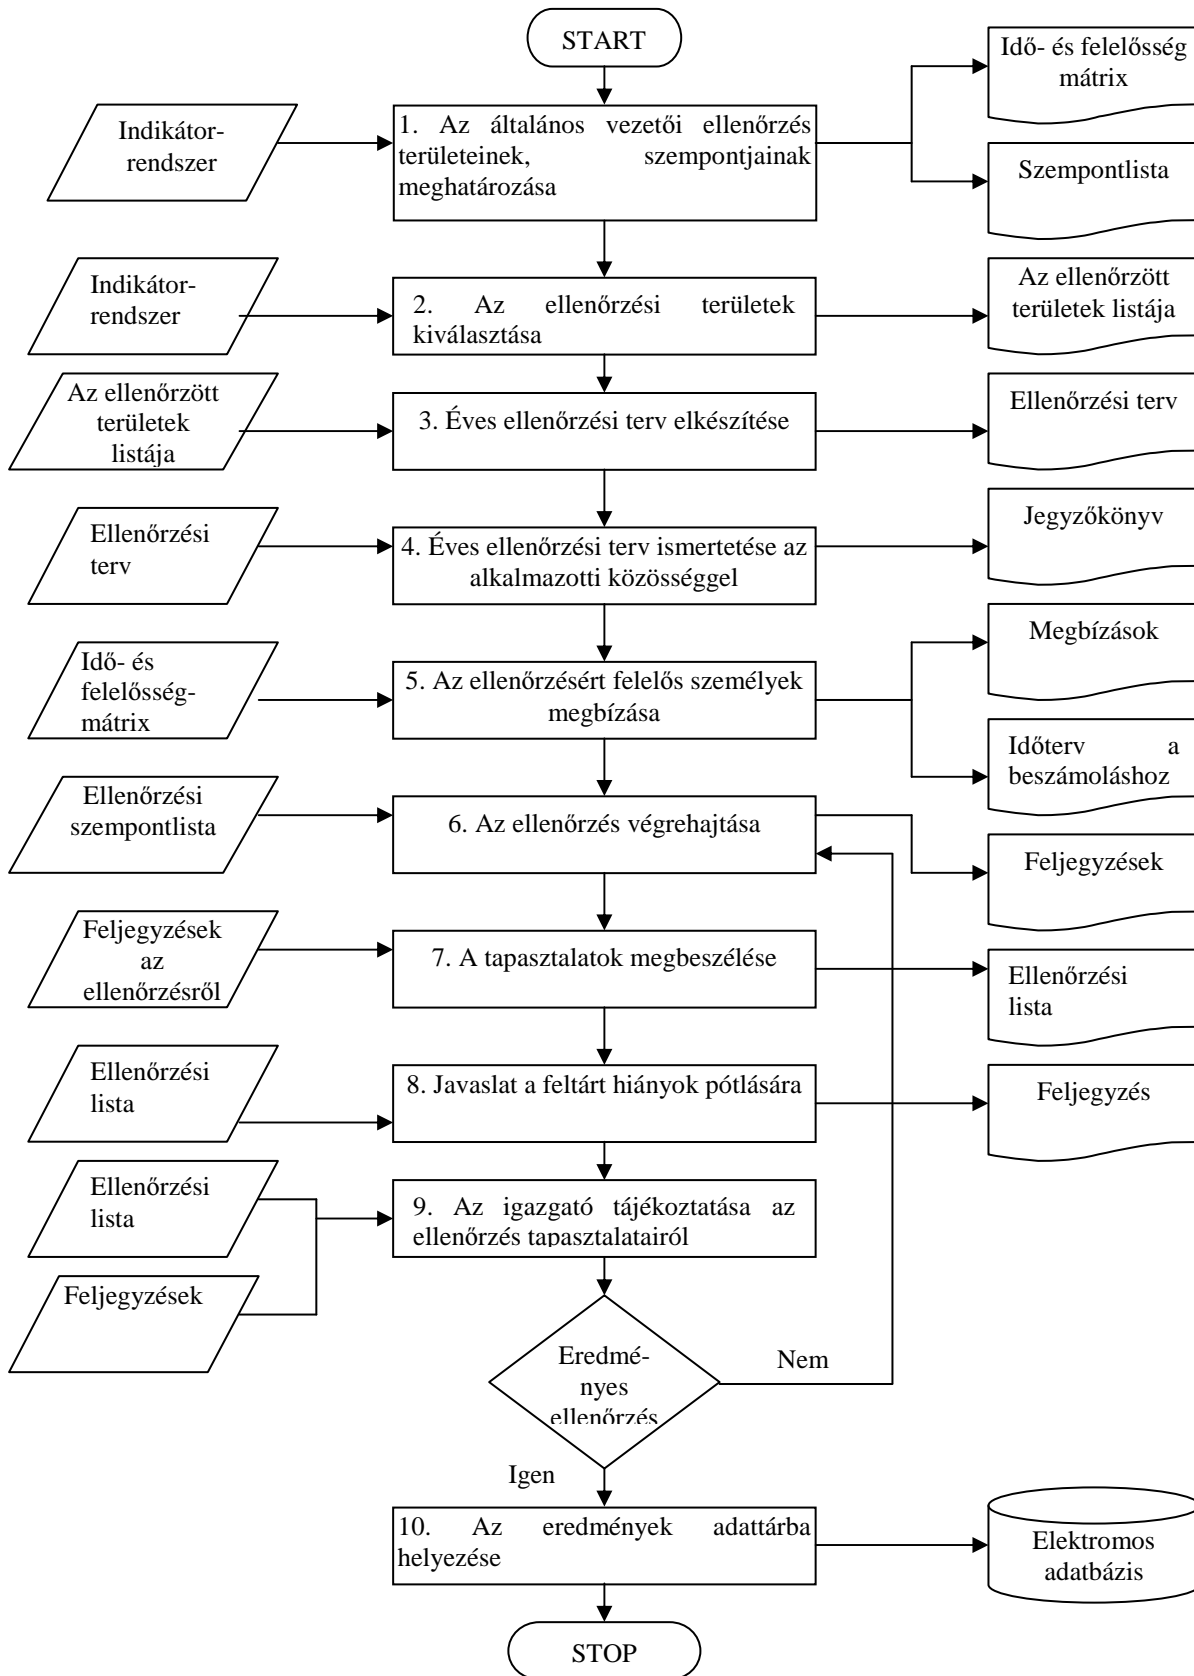 START
Idő- és felelősség
mátrix
Indikátor-
rendszer
1. Az általános vezetői ellenőrzés
területeinek, szempontjainak
meghatározása
Szempontlista
Indikátor-
rendszer
2. Az ellenőrzési területek
kiválasztása
Az ellenőrzött
területek listája
Az ellenőrzött
területek
listája
3. Éves ellenőrzési terv elkészítése
Ellenőrzési terv
Ellenőrzési
terv
4. Éves ellenőrzési terv ismertetése az
alkalmazotti közösséggel
Jegyzőkönyv
Idő- és
felelősség-
mátrix
5. Az ellenőrzésért felelős személyek
megbízása
Megbízások
Időterv a
beszámoláshoz
Ellenőrzési
szempontlista
6. Az ellenőrzés végrehajtása
Feljegyzések
Feljegyzések
az
ellenőrzésről
7. A tapasztalatok megbeszélése
Ellenőrzési
lista
Ellenőrzési
lista
8. Javaslat a feltárt hiányok pótlására
Feljegyzés
Ellenőrzési
lista
9. Az igazgató tájékoztatása az
ellenőrzés tapasztalatairól
Feljegyzések
Eredmé-
nyes
ellenőrzés
Nem
Igen
10. Az eredmények adattárba
helyezése
Elektromos
adatbázis
STOP